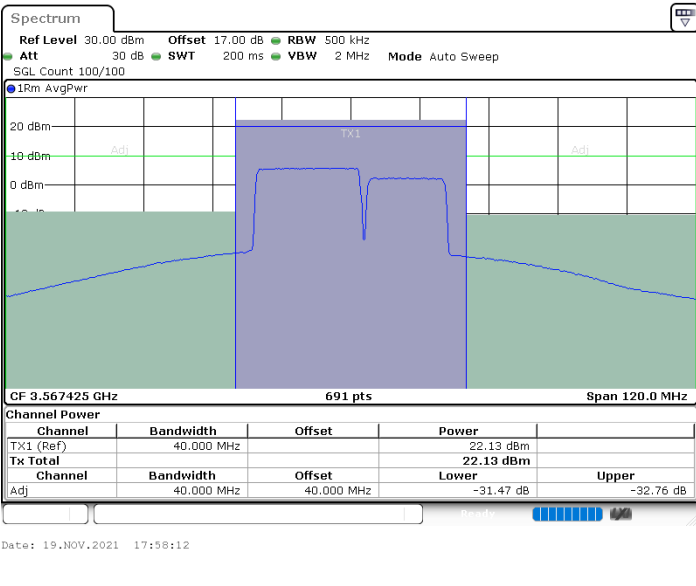 Spectrum
Ref Level 30.00 dBm Offset 17.00 dB RBW 500 kHz
Att 30 dB SWT 200 ms VBW 2 MHz Mode Auto Sweep
SGL Count 100/100
1Rm AvgPwr
20 dBm
TX1
Adj Adj
10 dBm
0 dBm
CF 3.567425 GHz 691 pts Span 120.0 MHz
Channel Power
Channel Bandwidth Offset Power
TX1 (Ref) 40.000 MHz 22.13 dBm
Tx Total 22.13 dBm
Channel Bandwidth Offset Lower Upper
Adj 40.000 MHz 40.000 MHz -31.47 dB -32.76 dB
Ready
Date: 19.NOV.2021 17:58:12